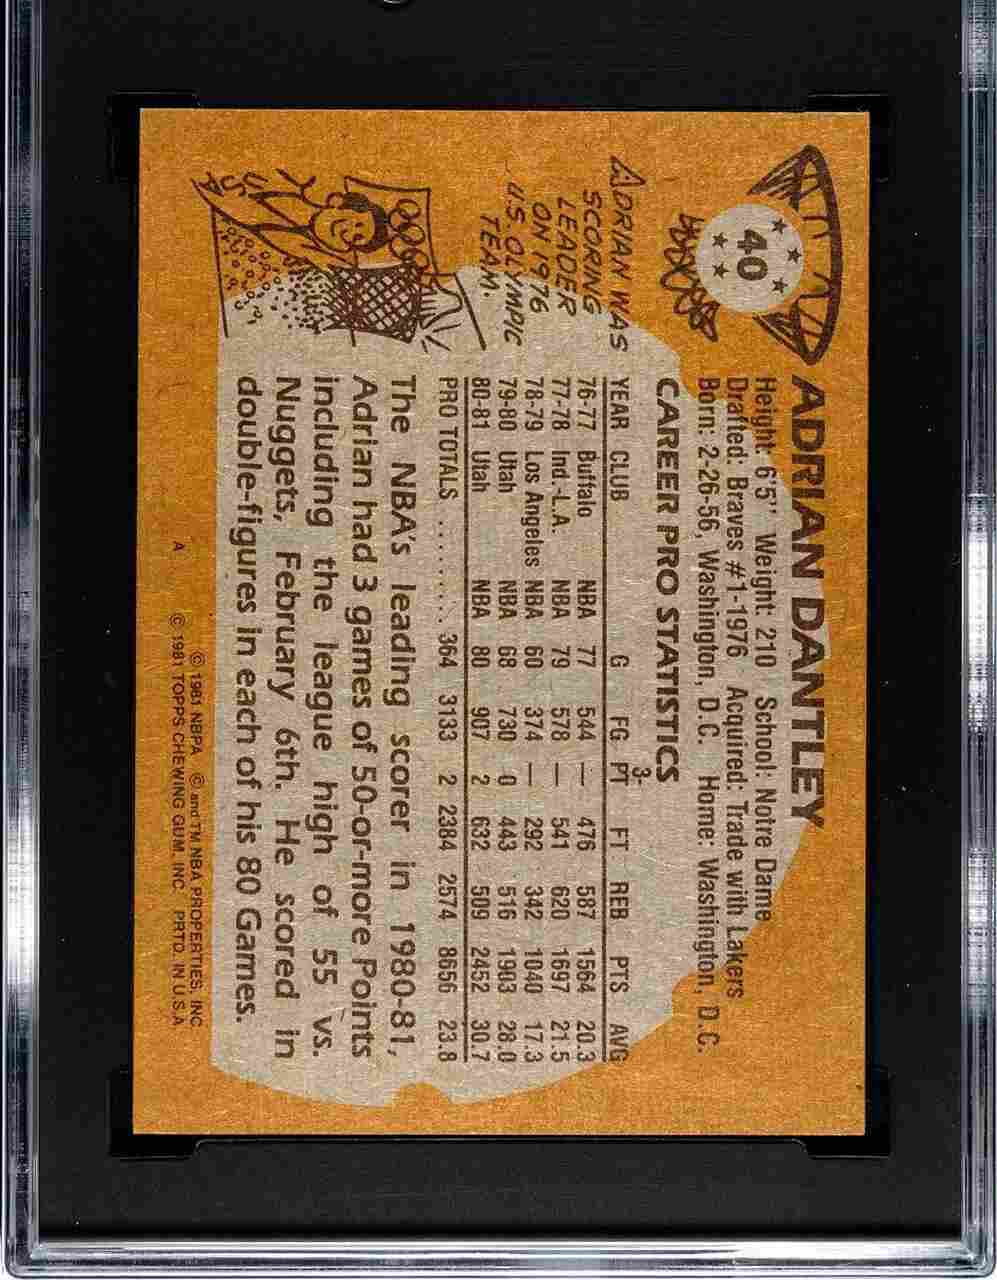 40
ADRIAN DANTLEY
Height: 6'5" Weight: 210 School: Notre Dame
Drafted: Braves #1-1976 Acquired: Trade with Lakers
Born: 2-26-56, Washington, D.C. Home: Washington, D.C.
CAREER PRO STATISTICS
YEAR CLUB G FG 3-PT FT REB PTS AVG
76-77 Buffalo NBA 77 544 — 476 587 1564 20.3
77-78 Ind.-L.A. NBA 79 578 — 541 620 1697 21.5
78-79 Los Angeles NBA 60 374 — 292 342 1040 17.3
79-80 Utah NBA 68 730 0 443 516 1903 28.0
80-81 Utah NBA 80 907 2 632 509 2452 30.7
PRO TOTALS .......... 364 3133 2 2384 2574 8656 23.8
ADRIAN WAS
SCORING
LEADER
ON 1976
U.S. OLYMPIC
TEAM.
USA
The NBA's leading scorer in 1980-81,
Adrian had 3 games of 50-or-more Points
including the league high of 55 vs.
Nuggets, February 6th. He scored in
double-figures in each of his 80 Games.
© 1981 NBPA © and TM NBA PROPERTIES, INC
A © 1981 TOPPS CHEWING GUM, INC. PRTD. IN U.S.A